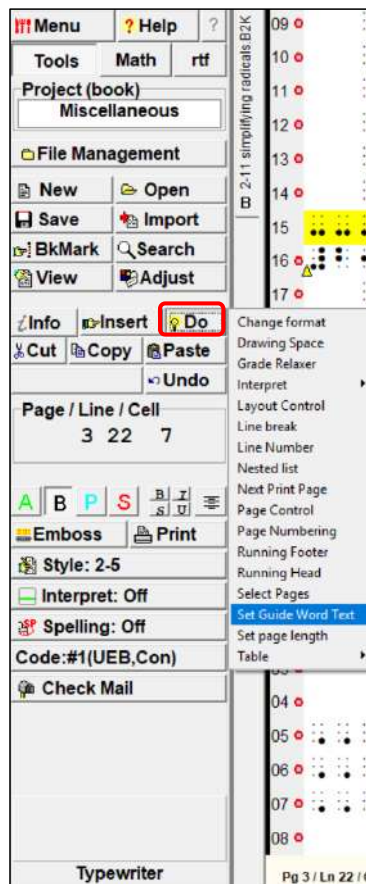 Menu ? Help ?
Tools Math rtf
Project (book)
Miscellaneous
File Management
New Open
Save Import
BkMark Search
View Adjust
Info Insert Do
Cut Copy Paste
Undo
Page / Line / Cell
3 22 7
A B P S B I S U
Emboss Print
Style: 2-5
Interpret: Off
Spelling: Off
Code:#1(UEB,Con)
Check Mail
Typewriter
2-11 simplifying radicals.B2K
B
09
10
11
12
13
14
15
16
17
Change format
Drawing Space
Grade Relaxer
Interpret
Layout Control
Line break
Line Number
Nested list
Next Print Page
Page Control
Page Numbering
Running Footer
Running Head
Select Pages
Set Guide Word Text
Set page length
Table
04
05
06
07
08
Pg 3 / Ln 22 /